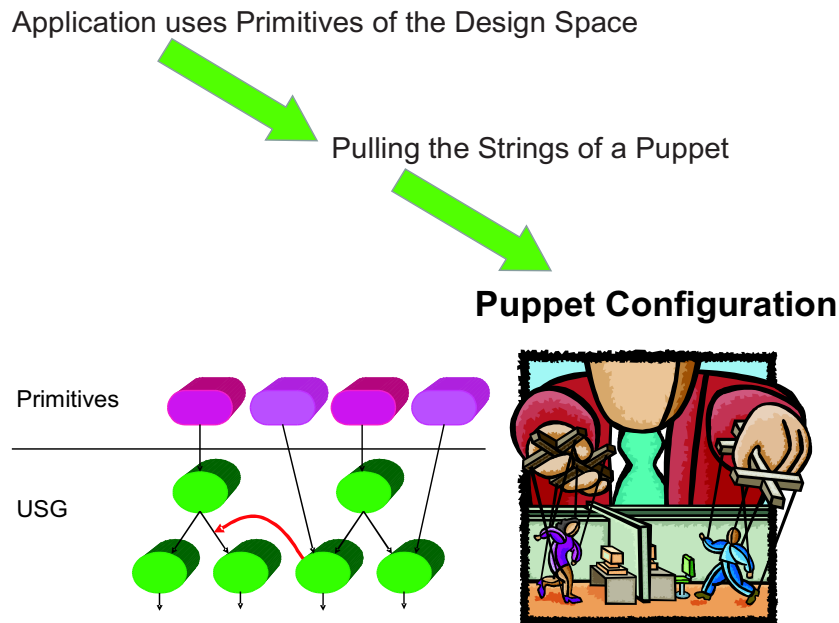 Application uses Primitives of the Design Space
Pulling the Strings of a Puppet
Puppet Configuration
Primitives
USG